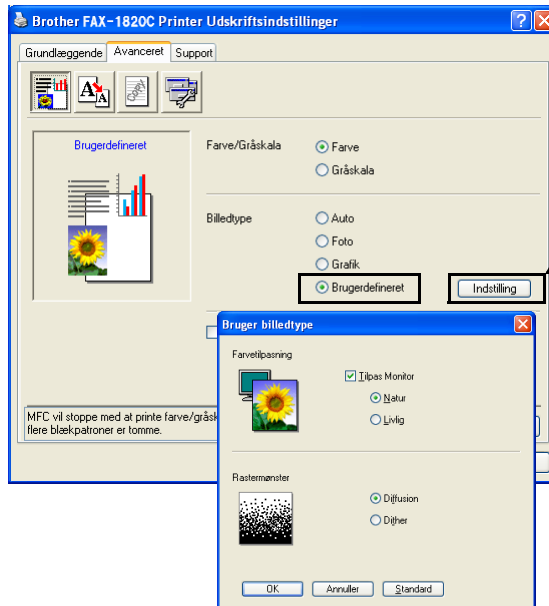 Brother FAX-1820C Printer Udskriftsindstillinger
Grundlæggende Avanceret Support
Brugerdefineret
Farve/Gråskala
Farve
Gråskala
Billedtype
Auto
Foto
Grafik
Brugerdefineret
Indstilling
MFC vil stoppe med at printe farve/gråsk
flere blækpatroner er tomme.
Bruger billedtype
Farvetilpasning
Tilpas Monitor
Natur
Livlig
Rastermønster
Diffusion
Dither
OK Annuller Standard